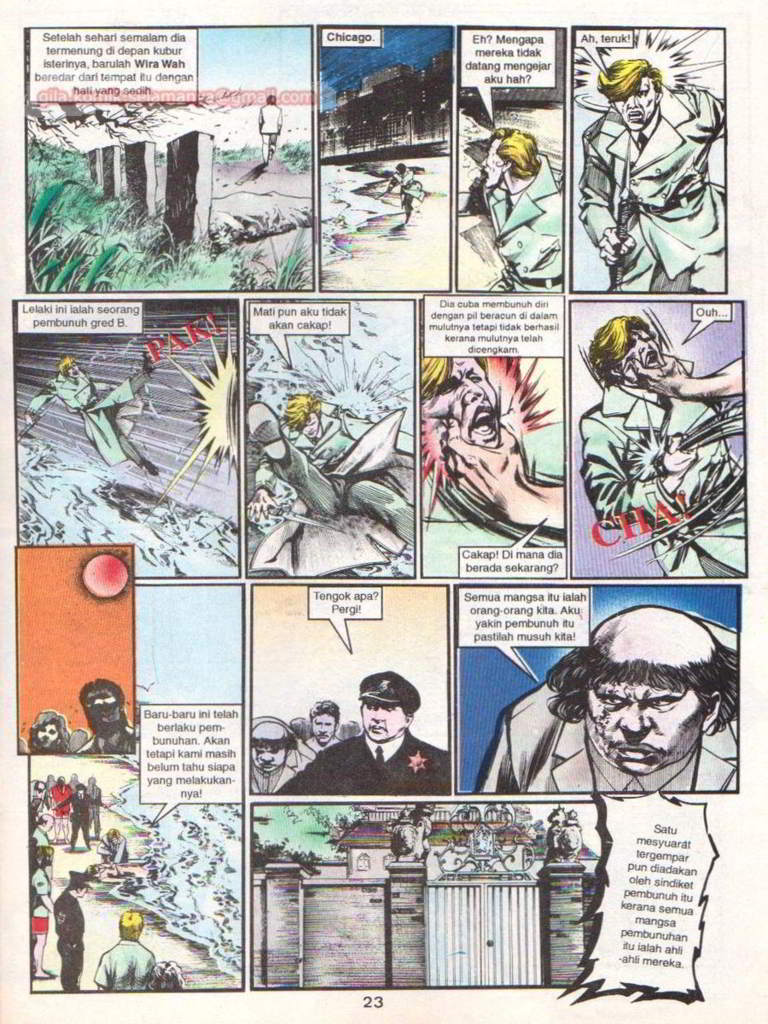 Setelah sehari semalam dia
termenung di depan kubur
isterinya, barulah Wira Wah
beredar dari tempat itu dengan
hati yang sedih.
Chicago.
Eh? Mengapa
mereka tidak
datang mengejar
aku hah?
Ah, teruk!
Lelaki ini ialah seorang
pembunuh gred B.
PAK!
Mati pun aku tidak
akan cakap!
Dia cuba membunuh diri
dengan pil beracun di dalam
mulutnya tetapi tidak berhasil
kerana mulutnya telah
dicengkam.
Cakap! Di mana dia
berada sekarang?
Ouh...
CHA!
Baru-baru ini telah
berlaku pem-
bunuhan. Akan
tetapi kami masih
belum tahu siapa
yang melakukan-
nya!
Tengok apa?
Pergi!
Semua mangsa itu ialah
orang-orang kita. Aku
yakin pembunuh itu
pastilah musuh kita!
Satu
mesyuarat
tergempar
pun diadakan
oleh sindiket
pembunuh itu
kerana semua
mangsa
pembunuhan
itu ialah ahli
-ahli mereka.
23